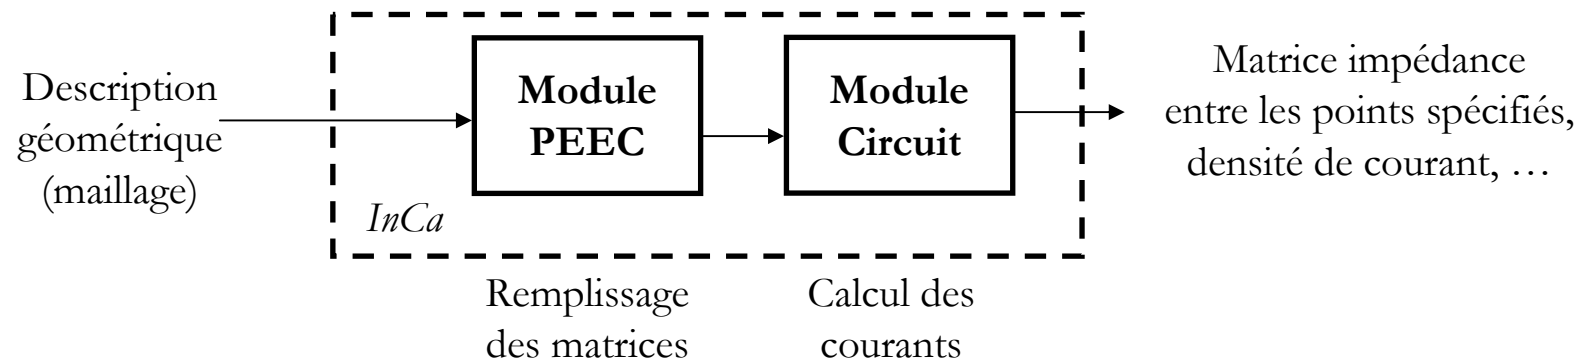 Description
géométrique
(maillage)
Module
PEEC
Module
Circuit
InCa
Matrice impédance
entre les points spécifiés,
densité de courant, …
Remplissage
des matrices
Calcul des
courants